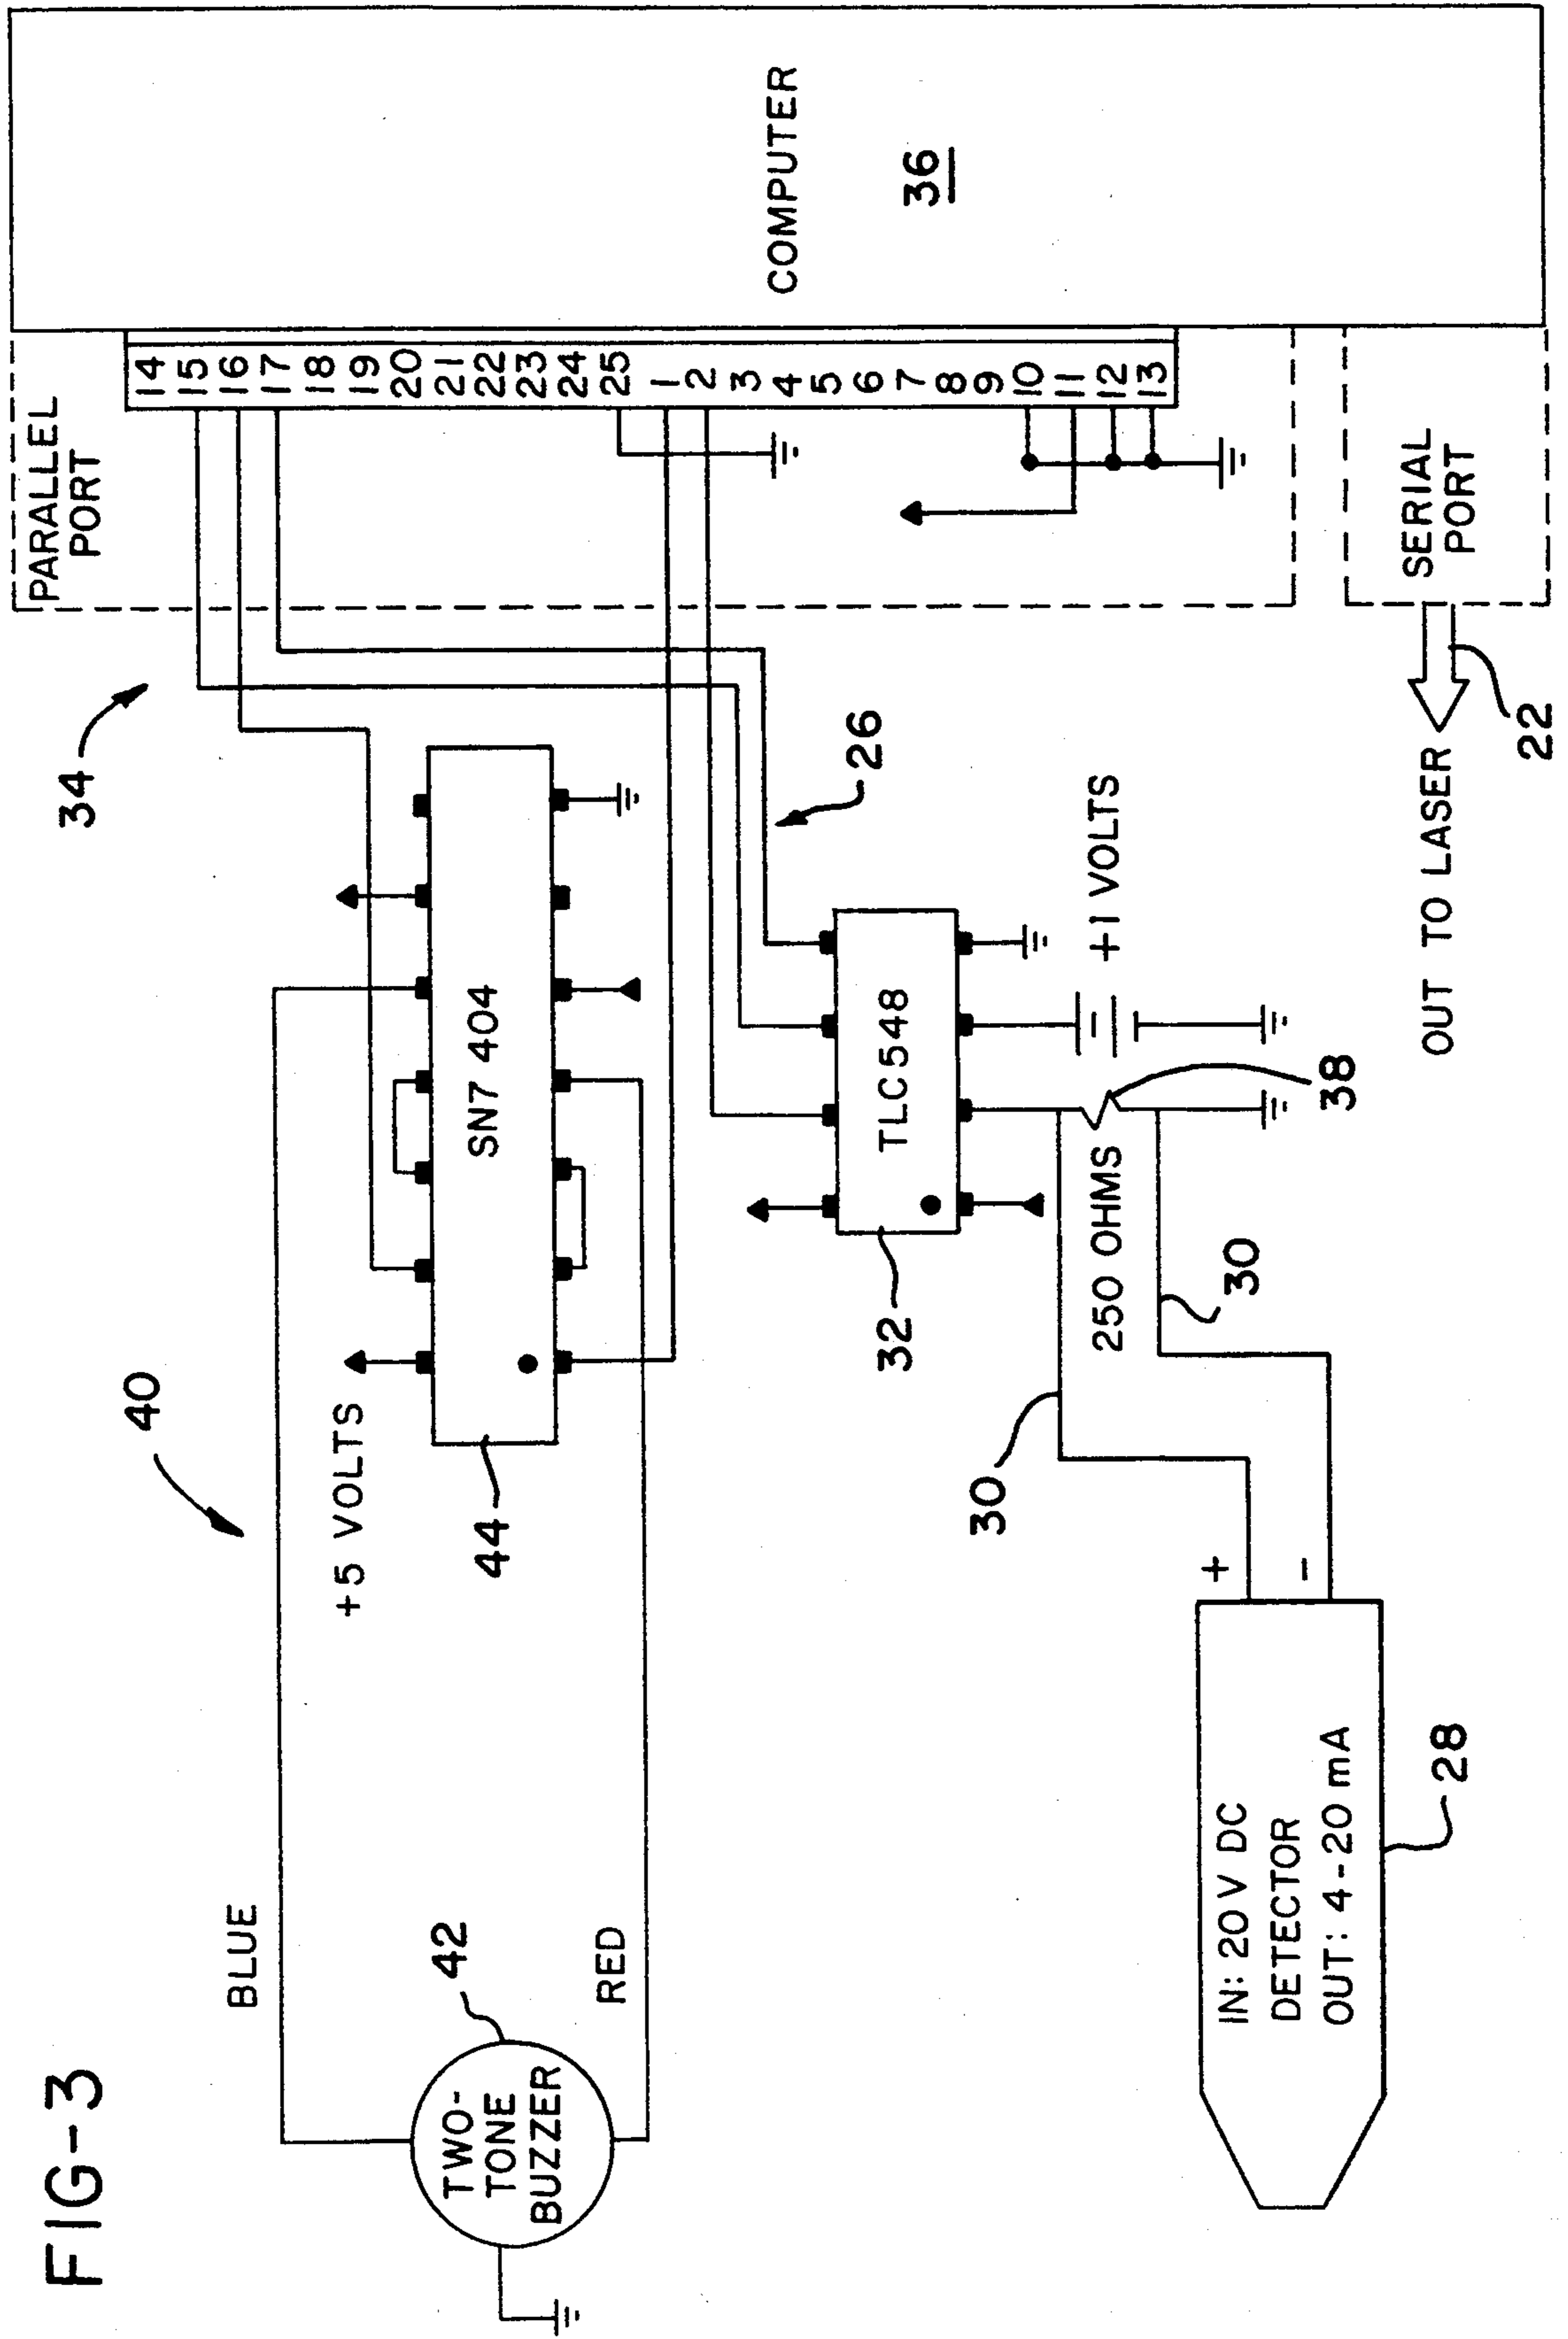 FIG-3
40
34
PARALLEL
PORT
14
15
16
17
18
19
20
21
22
23
24
25
1
2
3
4
5
6
7
8
9
10
11
12
13
COMPUTER
36
BLUE
+5 VOLTS
TWO-
TONE
BUZZER
42
44
SN7 404
RED
26
32
TLC548
30
250 OHMS
+1 VOLTS
30
38
+
-
IN: 20 V DC
DETECTOR
OUT: 4-20 mA
28
SERIAL
PORT
OUT TO LASER
22